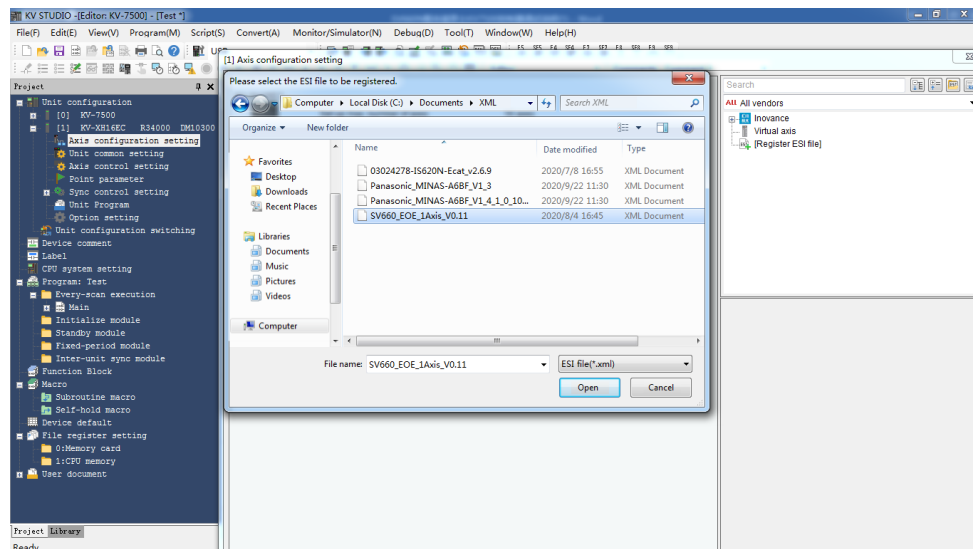 KV STUDIO -[Editor: KV-7500] - [Test *]
File(F) Edit(E) View(V) Program(M) Script(S) Convert(A) Monitor/Simulator(N) Debug(D) Tool(T) Window(W) Help(H)
[1] Axis configuration setting
Project
Unit configuration
[0] KV-7500
[1] KV-XH16EC R34000 DM10300
Axis configuration setting
Unit common setting
Axis control setting
Point parameter
Sync control setting
Unit Program
Option setting
Unit configuration switching
Device comment
Label
CPU system setting
Program: Test
Every-scan execution
Main
Initialize module
Standby module
Fixed-period module
Inter-unit sync module
Function Block
Macro
Subroutine macro
Self-hold macro
Device default
File register setting
0:Memory card
1:CPU memory
User document
Project Library
Ready
Please select the ESI file to be registered.
Computer Local Disk (C:) Documents XML
Search XML
Organize New folder
Favorites
Desktop
Downloads
Recent Places
Libraries
Documents
Music
Pictures
Videos
Computer
Name Date modified Type
03024278-IS620N-Ecat_v2.6.9 2020/7/8 16:55 XML Document
Panasonic_MINAS-A6BF_V1_3 2020/9/22 11:30 XML Document
Panasonic_MINAS-A6BF_V1_4_1_0_10... 2020/9/22 11:30 XML Document
SV660_EOE_1Axis_V0.11 2020/8/4 16:45 XML Document
File name: SV660_EOE_1Axis_V0.11 ESI file(*.xml)
Open Cancel
Search
All All vendors
Inovance
Virtual axis
[Register ESI file]